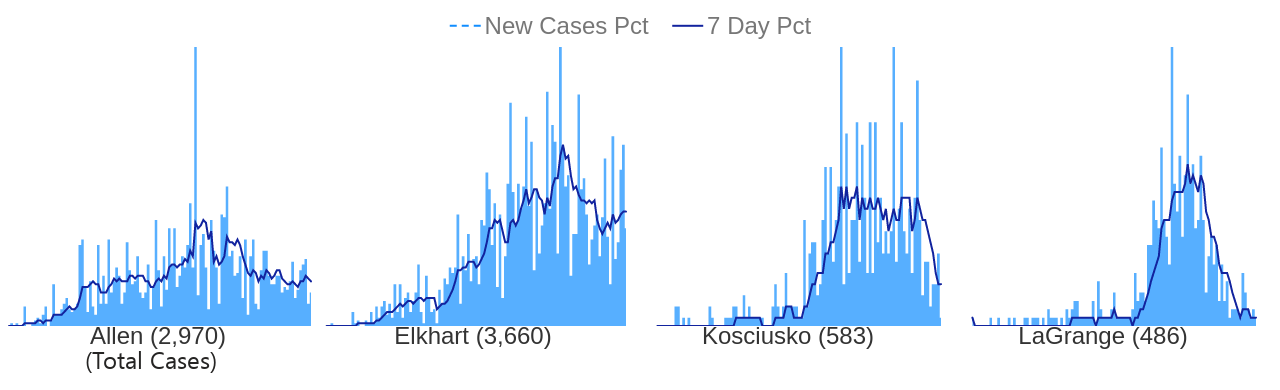 New Cases Pct 7 Day Pct
Allen (2,970) Elkhart (3,660) Kosciusko (583) LaGrange (486)
(Total Cases)